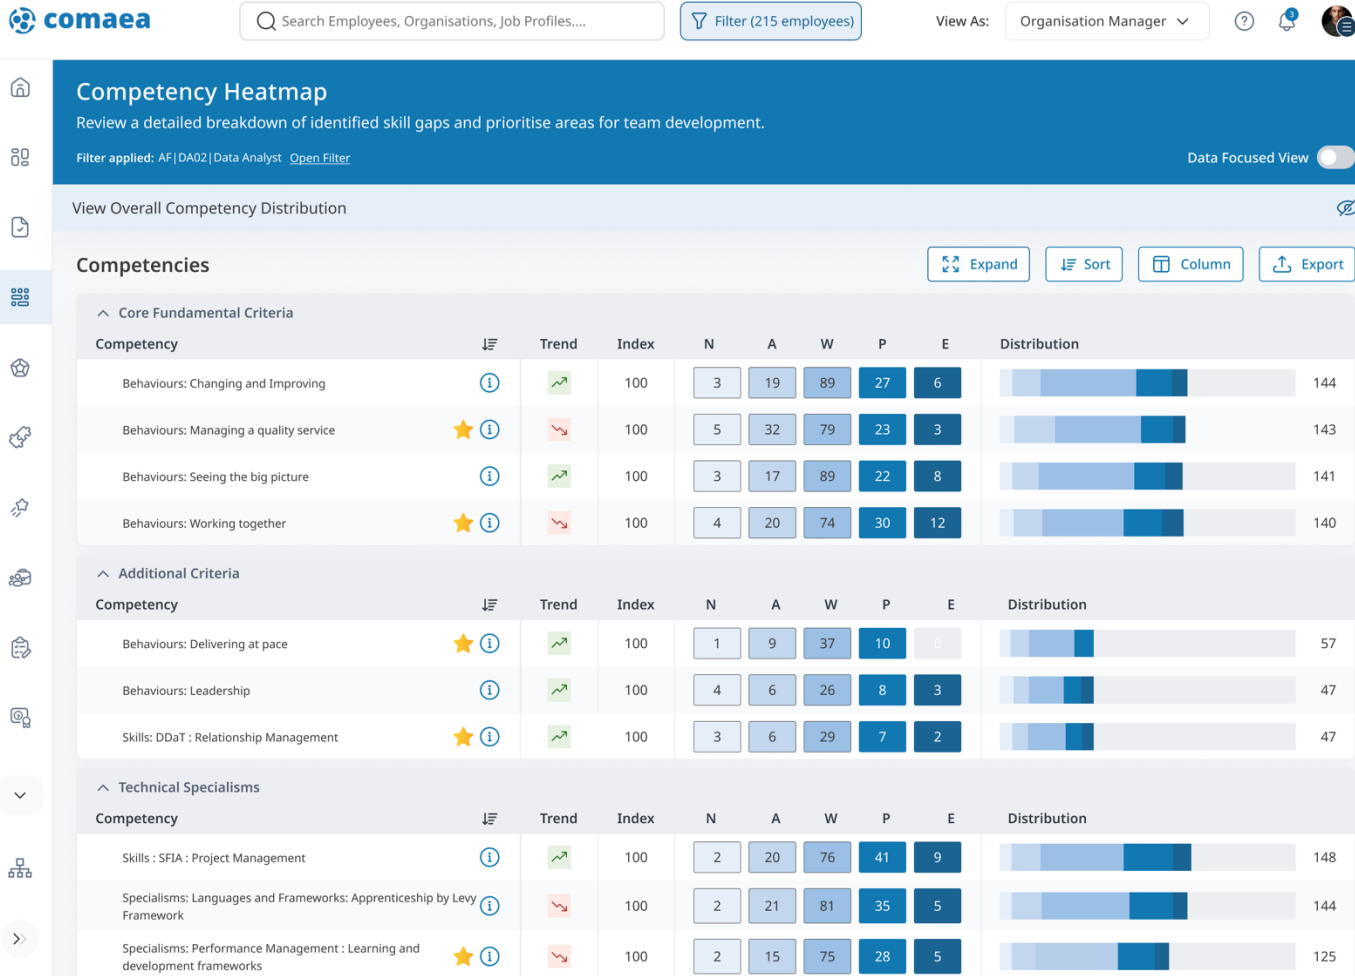 comaea
Search Employees, Organisations, Job Profiles....
Filter (215 employees)
View As:
Organisation Manager
?
3
Competency Heatmap
Review a detailed breakdown of identified skill gaps and prioritise areas for team development.
Filter applied: AF|DA02|Data Analyst Open Filter
Data Focused View
View Overall Competency Distribution
Competencies
Expand
Sort
Column
Export
Core Fundamental Criteria
Competency Trend Index N A W P E Distribution
Behaviours: Changing and Improving i 100 3 19 89 27 6 144
Behaviours: Managing a quality service i 100 5 32 79 23 3 143
Behaviours: Seeing the big picture i 100 3 17 89 22 8 141
Behaviours: Working together i 100 4 20 74 30 12 140
Additional Criteria
Competency Trend Index N A W P E Distribution
Behaviours: Delivering at pace i 100 1 9 37 10 0 57
Behaviours: Leadership i 100 4 6 26 8 3 47
Skills: DDaT : Relationship Management i 100 3 6 29 7 2 47
Technical Specialisms
Competency Trend Index N A W P E Distribution
Skills : SFIA : Project Management i 100 2 20 76 41 9 148
Specialisms: Languages and Frameworks: Apprenticeship by Levy
Framework i 100 2 21 81 35 5 144
Specialisms: Performance Management : Learning and
development frameworks i 100 2 15 75 28 5 125